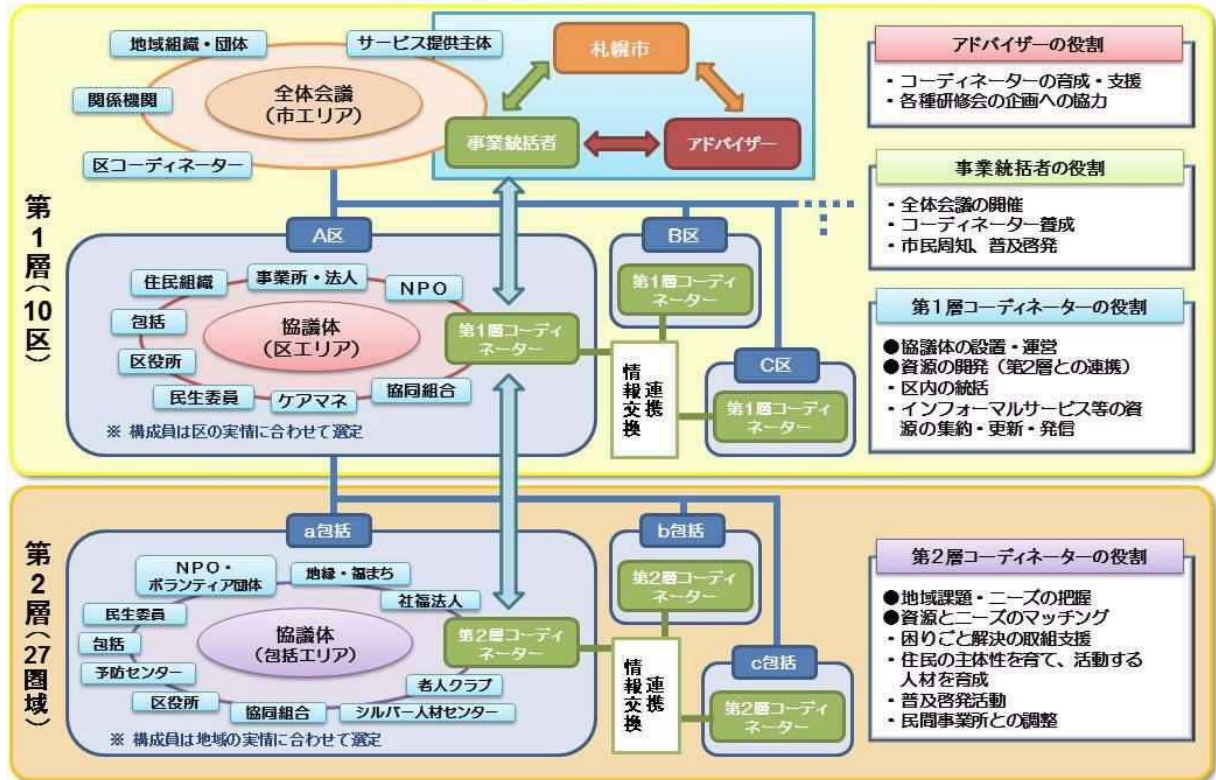 第1層(10区)
地域組織・団体
サービス提供主体
関係機関
全体会議
(市エリア)
区コーディネーター
札幌市
事業統括者
アドバイザー
A区
住民組織
事業所・法人
NPO
包括
協議体
(区エリア)
区役所
民生委員
ケアマネ
協同組合
第1層コーディ
ネーター
※ 構成員は区の実情に合わせて選定
B区
第1層コーディ
ネーター
連携
情報交換
C区
第1層コーディ
ネーター
アドバイザーの役割
・コーディネーターの育成・支援
・各種研修会の企画への協力
事業統括者の役割
・全体会議の開催
・コーディネーター養成
・市民周知、普及啓発
第1層コーディネーターの役割
●協議体の設置・運営
●資源の開発(第2層との連携)
・区内の統括
・インフォーマルサービス等の資
源の集約・更新・発信
第2層(27圏域)
a包括
NPO・
ボランティア団体
地縁・福まち
社福法人
民生委員
包括
協議体
(包括エリア)
予防センター
区役所
協同組合
シルバー人材センター
老人クラブ
第2層コーディ
ネーター
※ 構成員は地域の実情に合わせて選定
b包括
第2層コーディ
ネーター
連携
情報交換
c包括
第2層コーディ
ネーター
第2層コーディネーターの役割
●地域課題・ニーズの把握
●資源とニーズのマッチング
・困りごと解決の取組支援
・住民の主体性を育て、活動する
人材を育成
・普及啓発活動
・民間事業所との調整